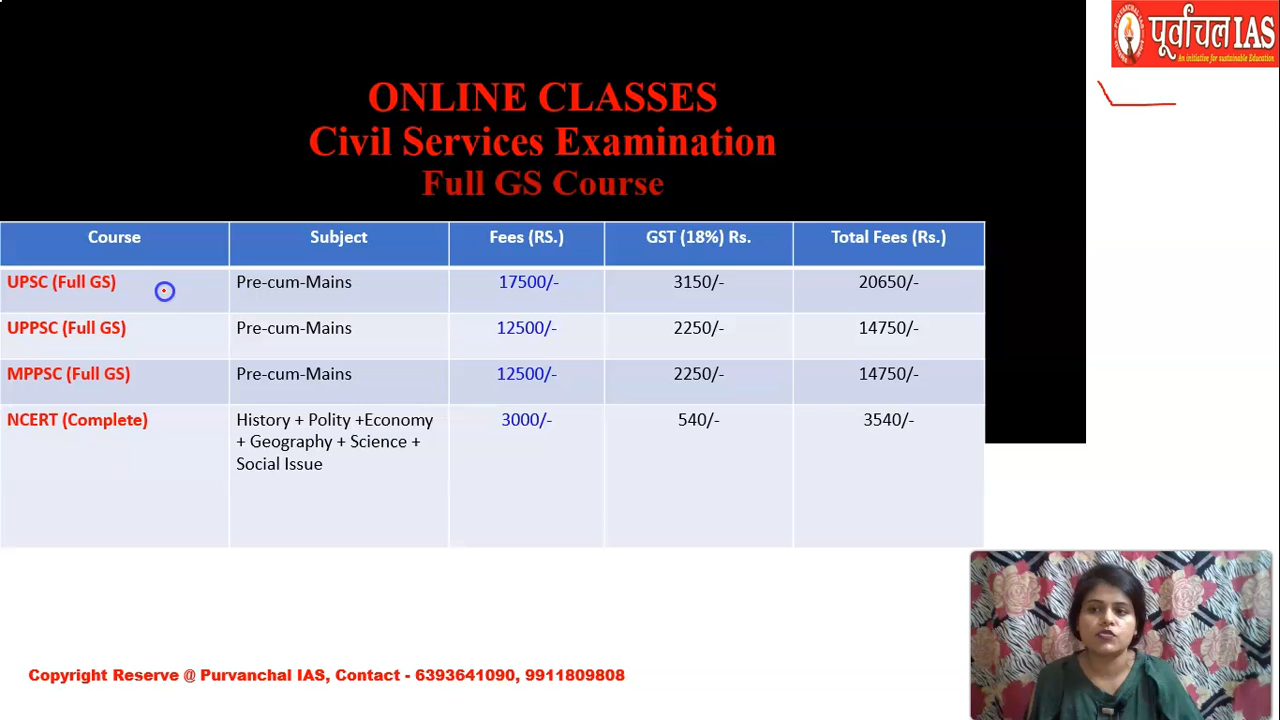 पूर्वांचल IAS
An initiative for sustainable Education
ONLINE CLASSES
Civil Services Examination
Full GS Course
Course Subject Fees (RS.) GST (18%) Rs. Total Fees (Rs.)
UPSC (Full GS) Pre-cum-Mains 17500/- 3150/- 20650/-
UPPSC (Full GS) Pre-cum-Mains 12500/- 2250/- 14750/-
MPPSC (Full GS) Pre-cum-Mains 12500/- 2250/- 14750/-
NCERT (Complete) History + Polity +Economy 3000/- 540/- 3540/-
+ Geography + Science +
Social Issue
Copyright Reserve @ Purvanchal IAS, Contact - 6393641090, 9911809808